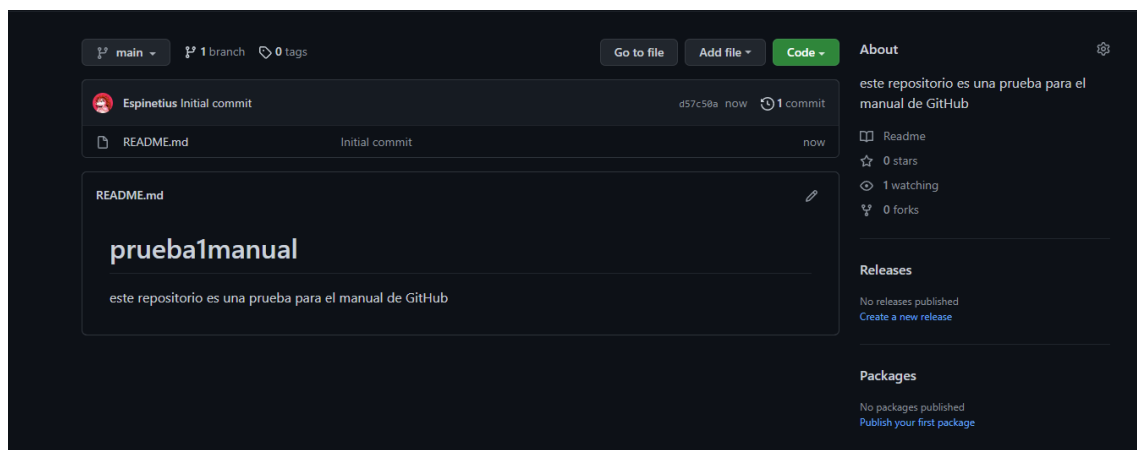 main 1 branch 0 tags Go to file Add file Code
Espinetius Initial commit d57c50a now 1 commit
README.md Initial commit now
README.md
prueba1manual
este repositorio es una prueba para el manual de GitHub
About
este repositorio es una prueba para el
manual de GitHub
Readme
0 stars
1 watching
0 forks
Releases
No releases published
Create a new release
Packages
No packages published
Publish your first package